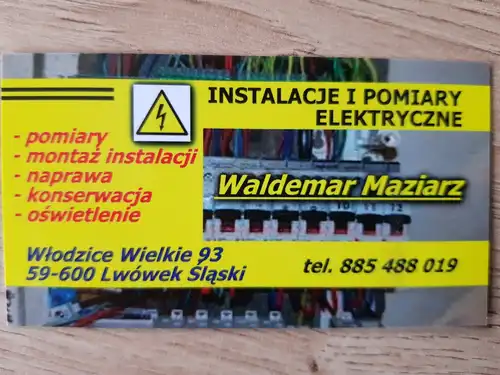 INSTALACJE I POMIARY
ELEKTRYCZNE
- pomiary
- montaż instalacji
- naprawa
- konserwacja
- oświetlenie
Waldemar Maziarz
Włodzice Wielkie 93
59-600 Lwówek Śląski
tel. 885 488 019